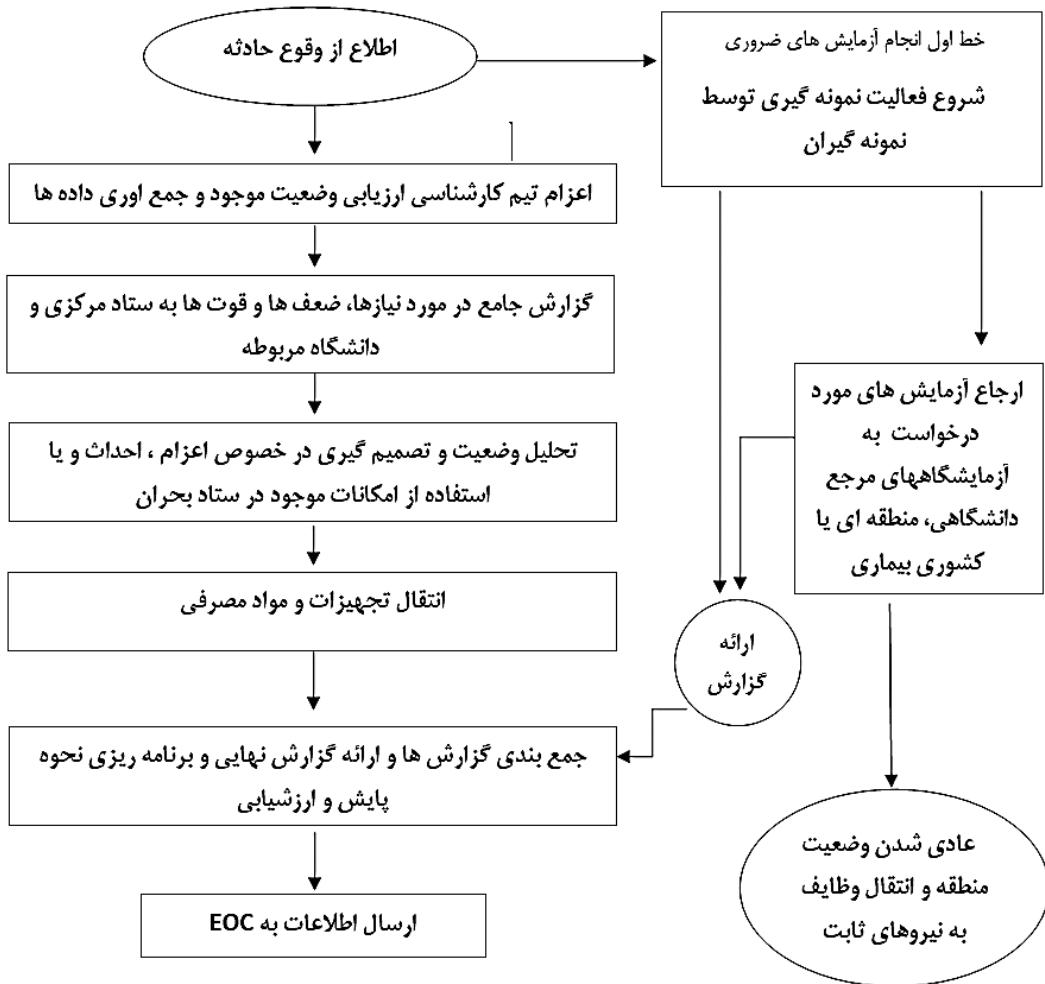 اطلاع از وقوع حادثه
خط اول انجام آزمایش های ضروری
شروع فعالیت نمونه گیری توسط
نمونه گیران
اعزام تیم کارشناسی ارزیابی وضعیت موجود و جمع اوری داده ها
گزارش جامع در مورد نیازها، ضعف ها و قوت ها به ستاد مرکزی و
دانشگاه مربوطه
تحلیل وضعیت و تصمیم گیری در خصوص اعزام ، احداث و یا
استفاده از امکانات موجود در ستاد بحران
انتقال تجهیزات و مواد مصرفی
جمع بندی گزارش ها و ارائه گزارش نهایی و برنامه ریزی نحوه
پایش و ارزشیابی
ارسال اطلاعات به EOC
ارجاع آزمایش های مورد
درخواست به
آزمایشگاههای مرجع
دانشگاهی، منطقه ای یا
کشوری بیماری
ارائه
گزارش
عادی شدن وضعیت
منطقه و انتقال وظایف
به نیروهای ثابت